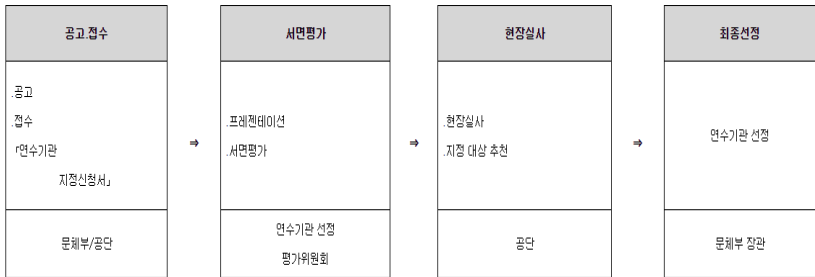 공고.접수
.공고
.접수
「연수기관
지정신청서」
문체부/공단
⇒
서면평가
.프레젠테이션
.서면평가
연수기관 선정
평가위원회
⇒
현장실사
.현장실사
.지정 대상 추천
공단
⇒
최종선정
연수기관 선정
문체부 장관